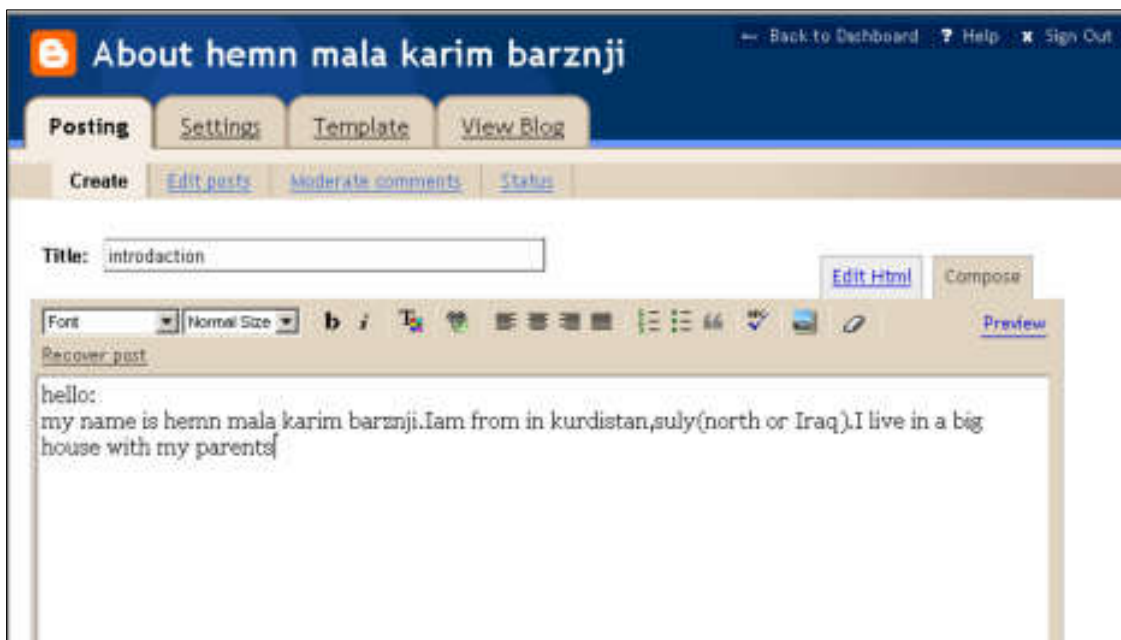 About hemn mala karim barznji
← Back to Dashboard ? Help x Sign Out
Posting Settings Template View Blog
Create Edit posts Moderate comments Status
Title: introdaction
Edit Html Compose
Font Normal Size b i Preview
Recover post
hello:
my name is hemn mala karim barznji.Iam from in kurdistan,suly(north or Iraq).I live in a big
house with my parents